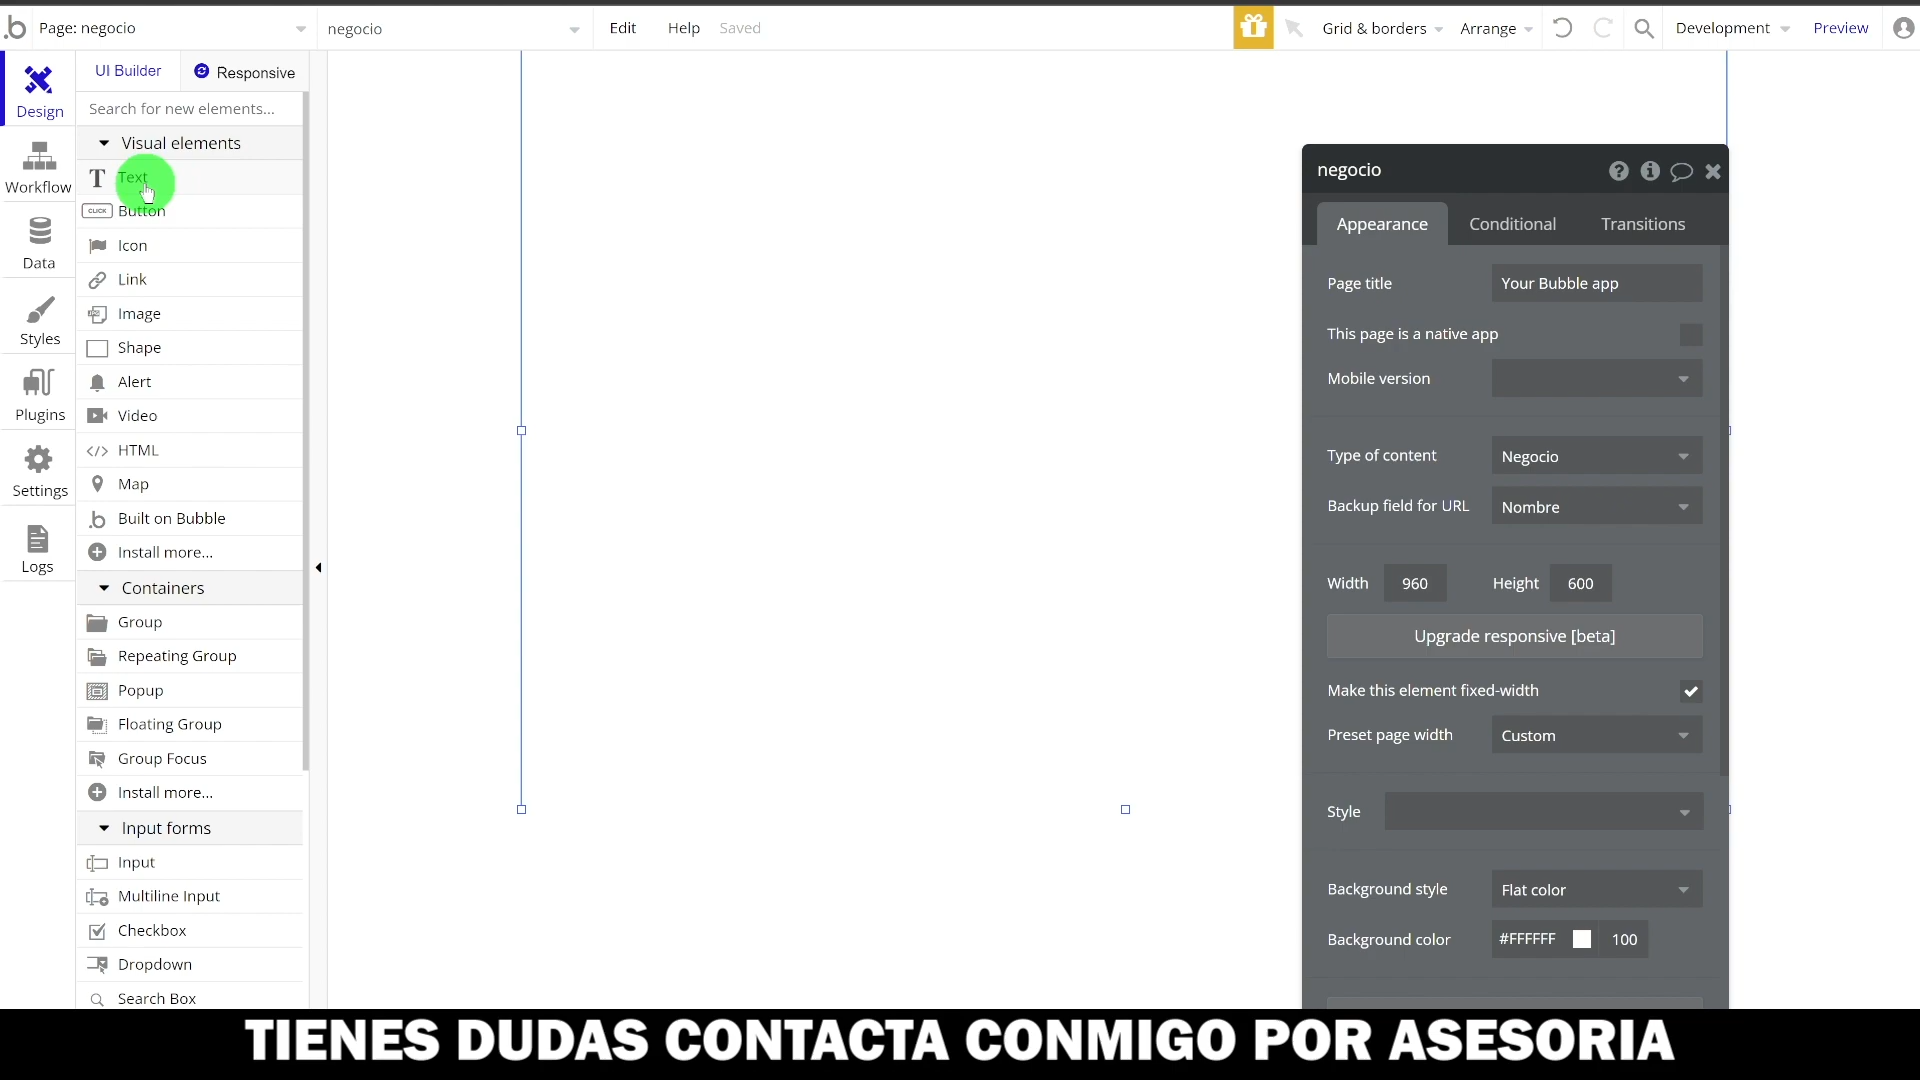 Page: negocio
negocio
Edit
Help
Saved
Grid & borders
Arrange
Development
Preview
UI Builder
Responsive
Design
Search for new elements...
Visual elements
Text
CLICK
Button
Workflow
Icon
Data
Link
Image
Styles
Shape
Alert
Plugins
Video
HTML
Settings
Map
Built on Bubble
Logs
Install more...
Containers
Group
Repeating Group
Popup
Floating Group
Group Focus
Install more...
Input forms
Input
Multiline Input
Checkbox
Dropdown
Search Box
negocio
Appearance
Conditional
Transitions
Page title
Your Bubble app
This page is a native app
Mobile version
Type of content
Negocio
Backup field for URL
Nombre
Width
960
Height
600
Upgrade responsive [beta]
Make this element fixed-width
Preset page width
Custom
Style
Background style
Flat color
Background color
#FFFFFF
100
TIENES DUDAS CONTACTA CONMIGO POR ASESORIA